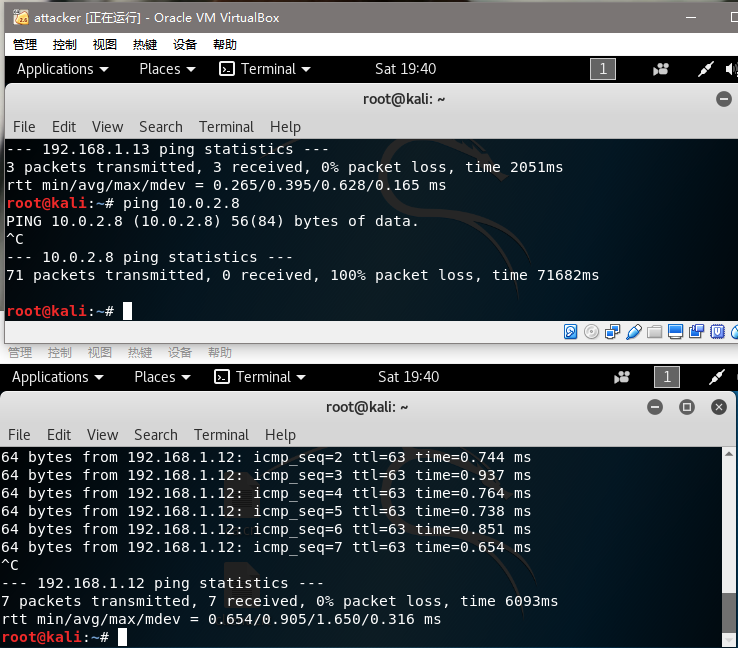 attacker [正在运行] - Oracle VM VirtualBox
管理 控制 视图 热键 设备 帮助
Applications Places Terminal Sat 19:40 1
root@kali: ~
File Edit View Search Terminal Help
--- 192.168.1.13 ping statistics ---
3 packets transmitted, 3 received, 0% packet loss, time 2051ms
rtt min/avg/max/mdev = 0.265/0.395/0.628/0.165 ms
root@kali:~# ping 10.0.2.8
PING 10.0.2.8 (10.0.2.8) 56(84) bytes of data.
^C
--- 10.0.2.8 ping statistics ---
71 packets transmitted, 0 received, 100% packet loss, time 71682ms
root@kali:~#
管理 控制 视图 热键 设备 帮助
Applications Places Terminal Sat 19:40 1
root@kali: ~
File Edit View Search Terminal Help
64 bytes from 192.168.1.12: icmp_seq=2 ttl=63 time=0.744 ms
64 bytes from 192.168.1.12: icmp_seq=3 ttl=63 time=0.937 ms
64 bytes from 192.168.1.12: icmp_seq=4 ttl=63 time=0.764 ms
64 bytes from 192.168.1.12: icmp_seq=5 ttl=63 time=0.738 ms
64 bytes from 192.168.1.12: icmp_seq=6 ttl=63 time=0.851 ms
64 bytes from 192.168.1.12: icmp_seq=7 ttl=63 time=0.654 ms
^C
--- 192.168.1.12 ping statistics ---
7 packets transmitted, 7 received, 0% packet loss, time 6093ms
rtt min/avg/max/mdev = 0.654/0.905/1.650/0.316 ms
root@kali:~#